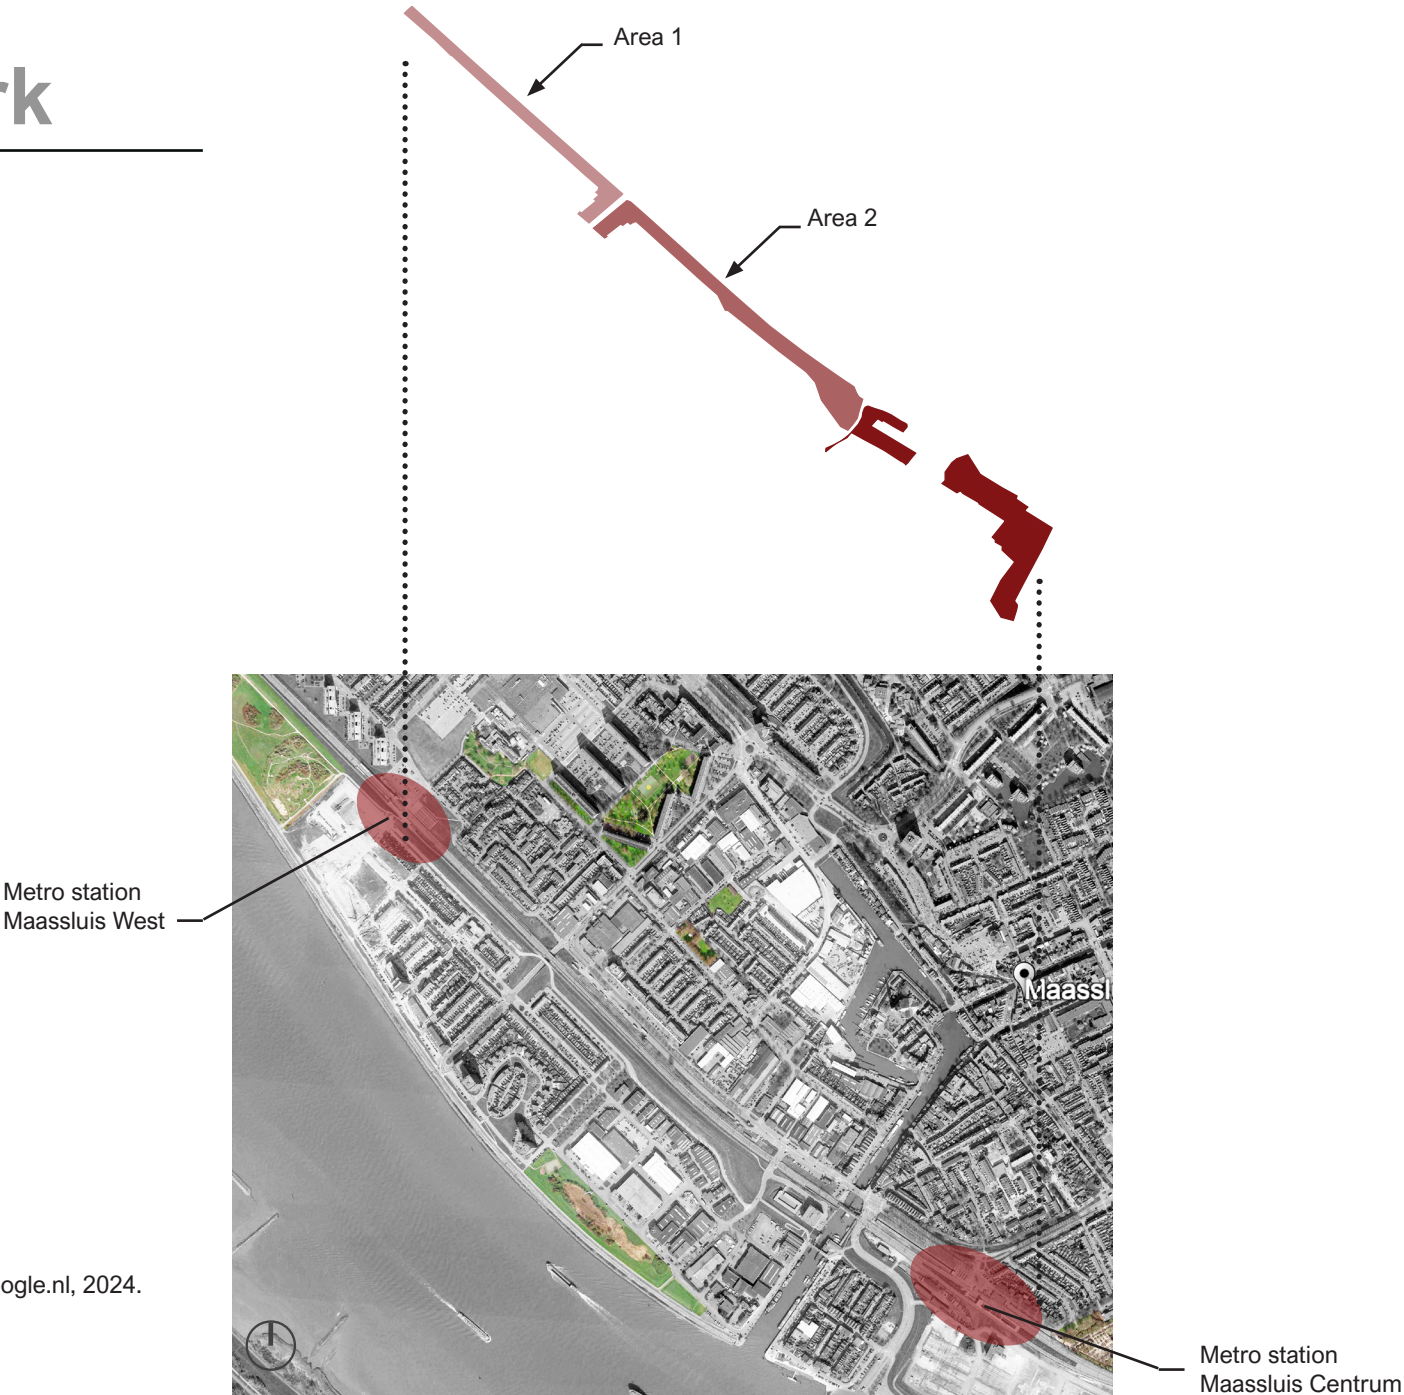 rk
Area 1
Area 2
Metro station
Maassluis West
Maassl
ogle.nl, 2024.
Metro station
Maassluis Centrum